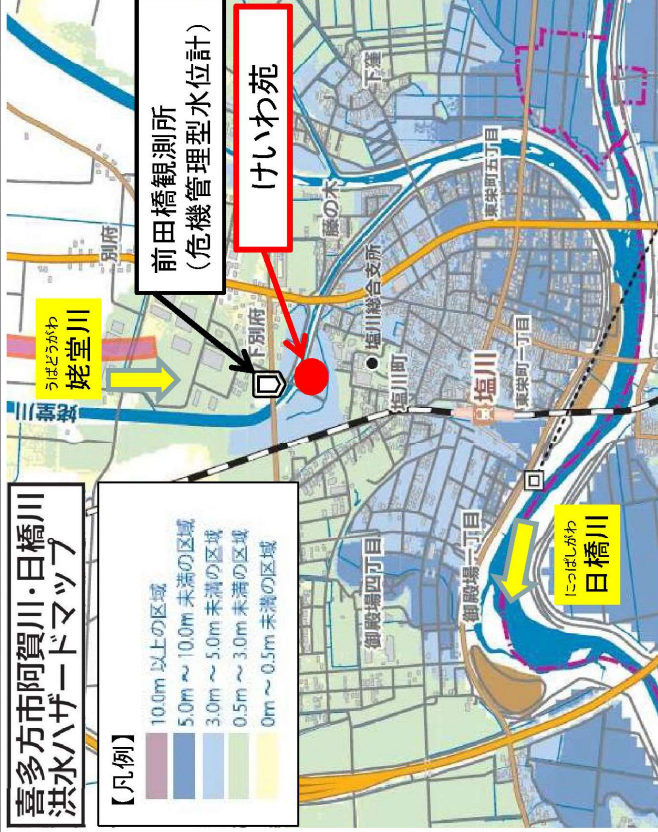 喜多方市阿賀川・日橋川
洪水ハザードマップ
【凡例】
10.0m 以上の区域
5.0m ～ 10.0m 未満の区域
3.0m ～ 5.0m 未満の区域
0.5m ～ 3.0m 未満の区域
0m ～ 0.5m 未満の区域
うばどうがわ
姥堂川
姥堂川
別府
前田橋観測所
（危機管理型水位計）
けいわ苑
下別府
藤の木
下窪
塩川総合支所
塩川町
塩川
東栄町一丁目
東栄町五丁目
御殿場四丁目
御殿場一丁目
にっぱしがわ
日橋川